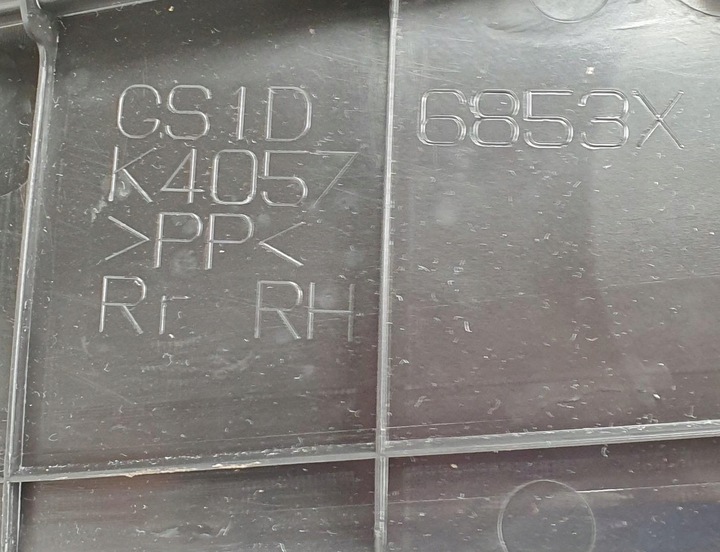 GS1D 6853X
K4057
>PP<
Rr RH